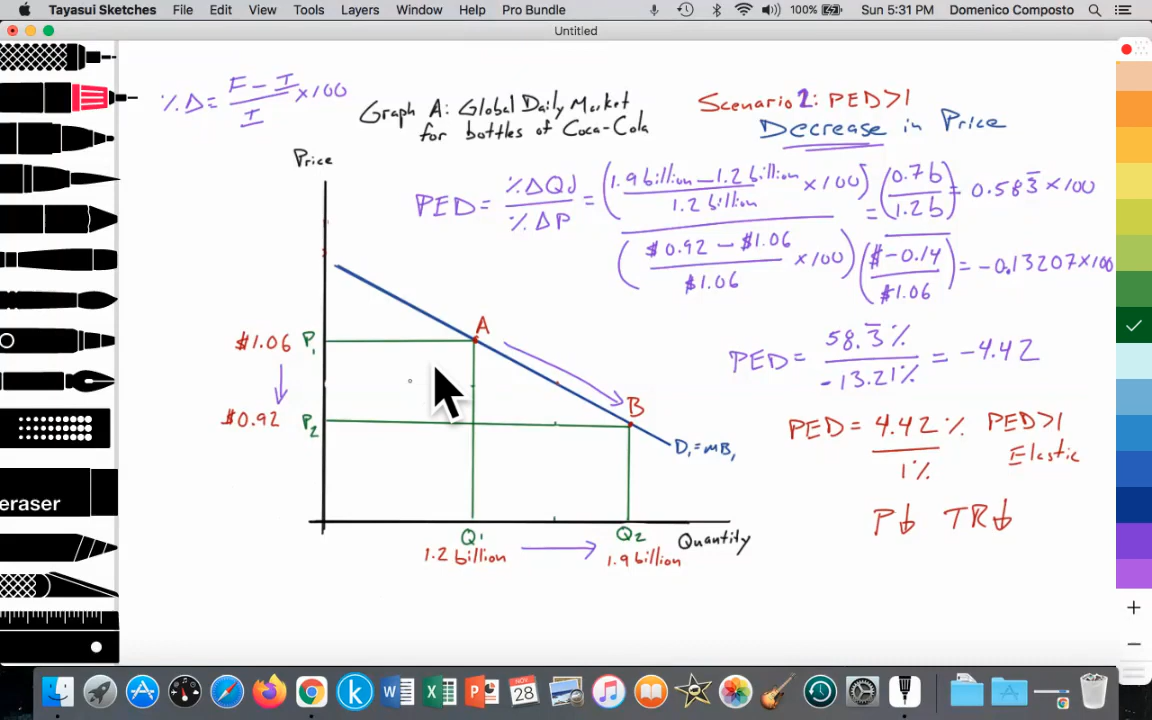 Tayasui Sketches File Edit View Tools Layers Window Help Pro Bundle 100% Sun 5:31 PM Domenico Composto
Untitled
%Δ = F - I / I ×100
Graph A: Global Daily Market
for bottles of Coca-Cola
Scenario 2: PED>1
Decrease in Price
PED = %ΔQd / %ΔP = (1.9 billion - 1.2 billion / 1.2 billion ×100) / ($0.92 - $1.06 / $1.06 ×100) = (0.7b / 1.2b) = 0.583̅ ×100
($-0.14 / $1.06) = -0.13207×100
PED = 58.3̅% / -13.21% = -4.42
PED = 4.42% / 1% PED>1
Elastic
P↓ TR↓
Price
A
$1.06 P1
B
$0.92 P2
D1=MB1
Q1 Q2 Quantity
1.2 billion 1.9 billion
eraser
NOV
28